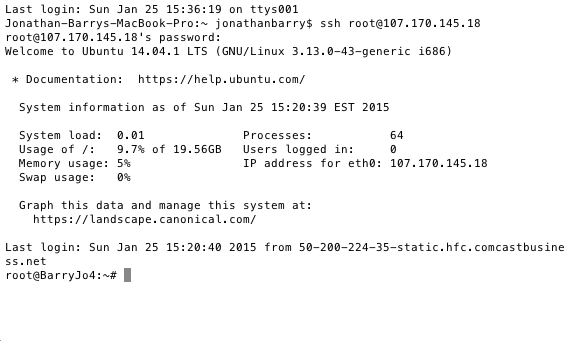 Last login: Sun Jan 25 15:36:19 on ttys001
Jonathan-Barrys-MacBook-Pro:~ jonathanbarry$ ssh root@107.170.145.18
root@107.170.145.18's password:
Welcome to Ubuntu 14.04.1 LTS (GNU/Linux 3.13.0-43-generic i686)

 * Documentation:  https://help.ubuntu.com/

  System information as of Sun Jan 25 15:20:39 EST 2015

  System load:  0.01              Processes:           64
  Usage of /:   9.7% of 19.56GB   Users logged in:     0
  Memory usage: 5%                IP address for eth0: 107.170.145.18
  Swap usage:   0%

  Graph this data and manage this system at:
    https://landscape.canonical.com/

Last login: Sun Jan 25 15:20:40 2015 from 50-200-224-35-static.hfc.comcastbusine
ss.net
root@BarryJo4:~#